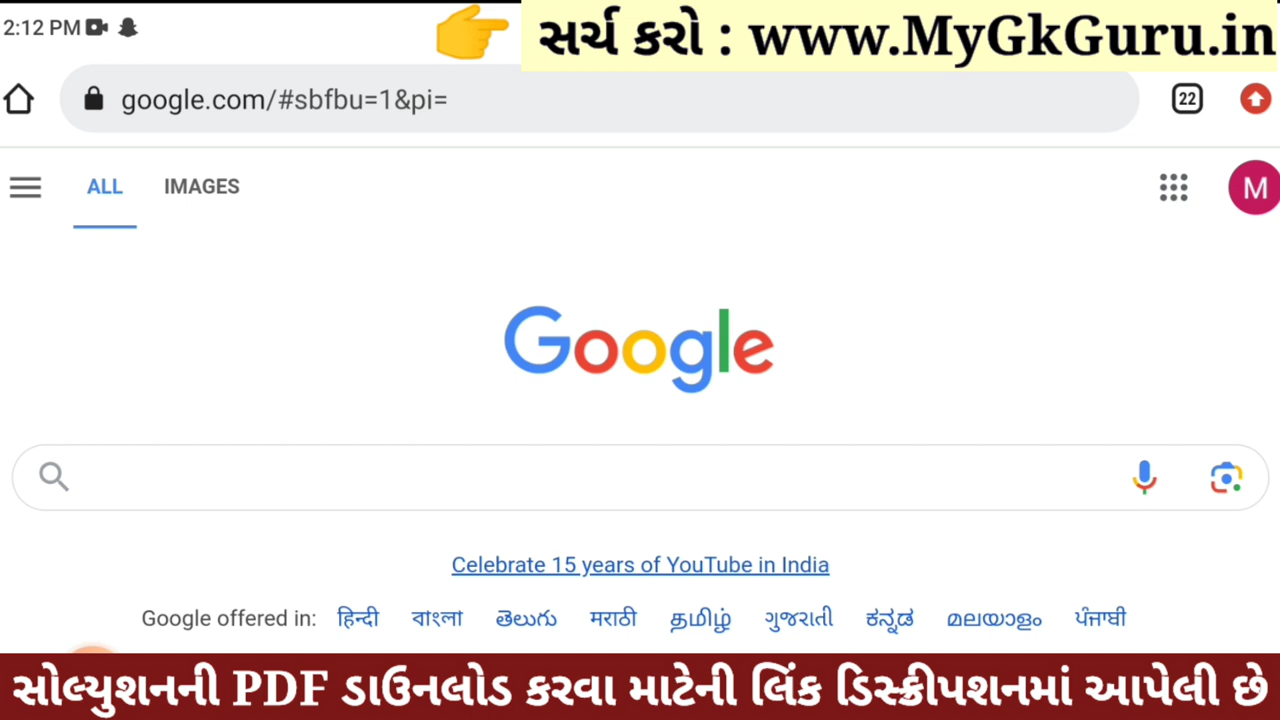 2:12 PM
સર્ચ કરો : www.MyGkGuru.in
google.com/#sbfbu=1&pi=
22
ALL IMAGES
M
Google
Celebrate 15 years of YouTube in India
Google offered in: हिन्दी বাংলা తెలుగు मराठी தமிழ் ગુજરાતી ಕನ್ನಡ മലയാളം ਪੰਜਾਬੀ
સોલ્યુશનની PDF ડાઉનલોડ કરવા માટેની લિંક ડિસ્ક્રીપશનમાં આપેલી છે